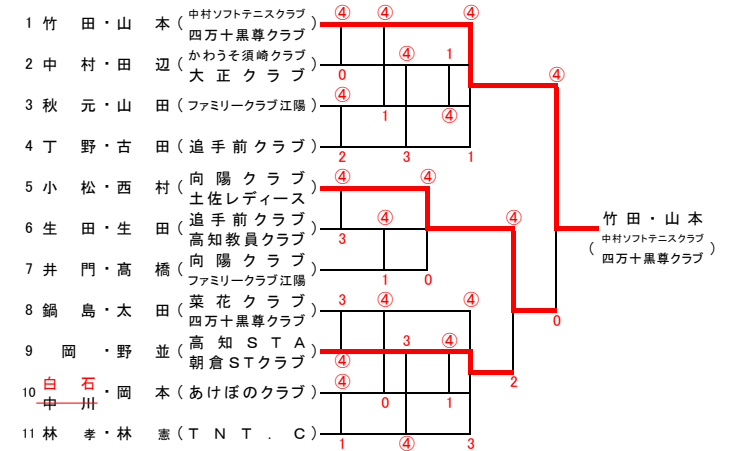 1 竹 田・山 本(中村ソフトテニスクラブ
四万十黒尊クラブ)
2 中 村・田 辺(かわうそ須崎クラブ
大正クラブ)
3 秋 元・山 田(ファミリークラブ江陽)
4 丁 野・古 田(追手前クラブ)
5 小 松・西 村(向陽クラブ
土佐レディース)
6 生 田・生 田(追手前クラブ
高知教員クラブ)
7 井 門・髙 橋(向陽クラブ
ファミリークラブ江陽)
8 鍋 島・太 田(菜花クラブ
四万十黒尊クラブ)
9 岡 ・野 並(高知STA
朝倉STクラブ)
白 石
10 中 川・岡 本(あけぼのクラブ)
11 林 孝・林 憲(TNT.C)
④ ④ ④
④ 1
0 ④
④
1 ④
2 3 1
④ ④
3 ④ ④
1 0
3 ④ ④
3 ④
④
④ 0 1
1 ④ 3
2
0
竹田・山本
(中村ソフトテニスクラブ
四万十黒尊クラブ)